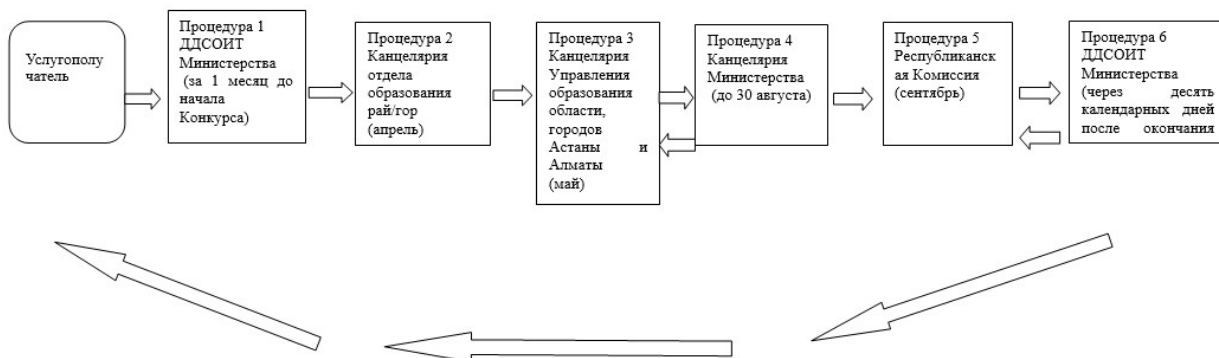 Услугополу
чатель
Процедура 1
ДДСОИТ
Министерства
(за 1 месяц до
начала
Конкурса)
Процедура 2
Канцелярия
отдела
образования
рай/гор
(апрель)
Процедура 3
Канцелярия
Управления
образования
области,
городов
Астаны и
Алматы
(май)
Процедура 4
Канцелярия
Министерства
(до 30 августа)
Процедура 5
Республиканск
ая Комиссия
(сентябрь)
Процедура 6
ДДСОИТ
Министерства
(через десять
календарных дней
после окончания